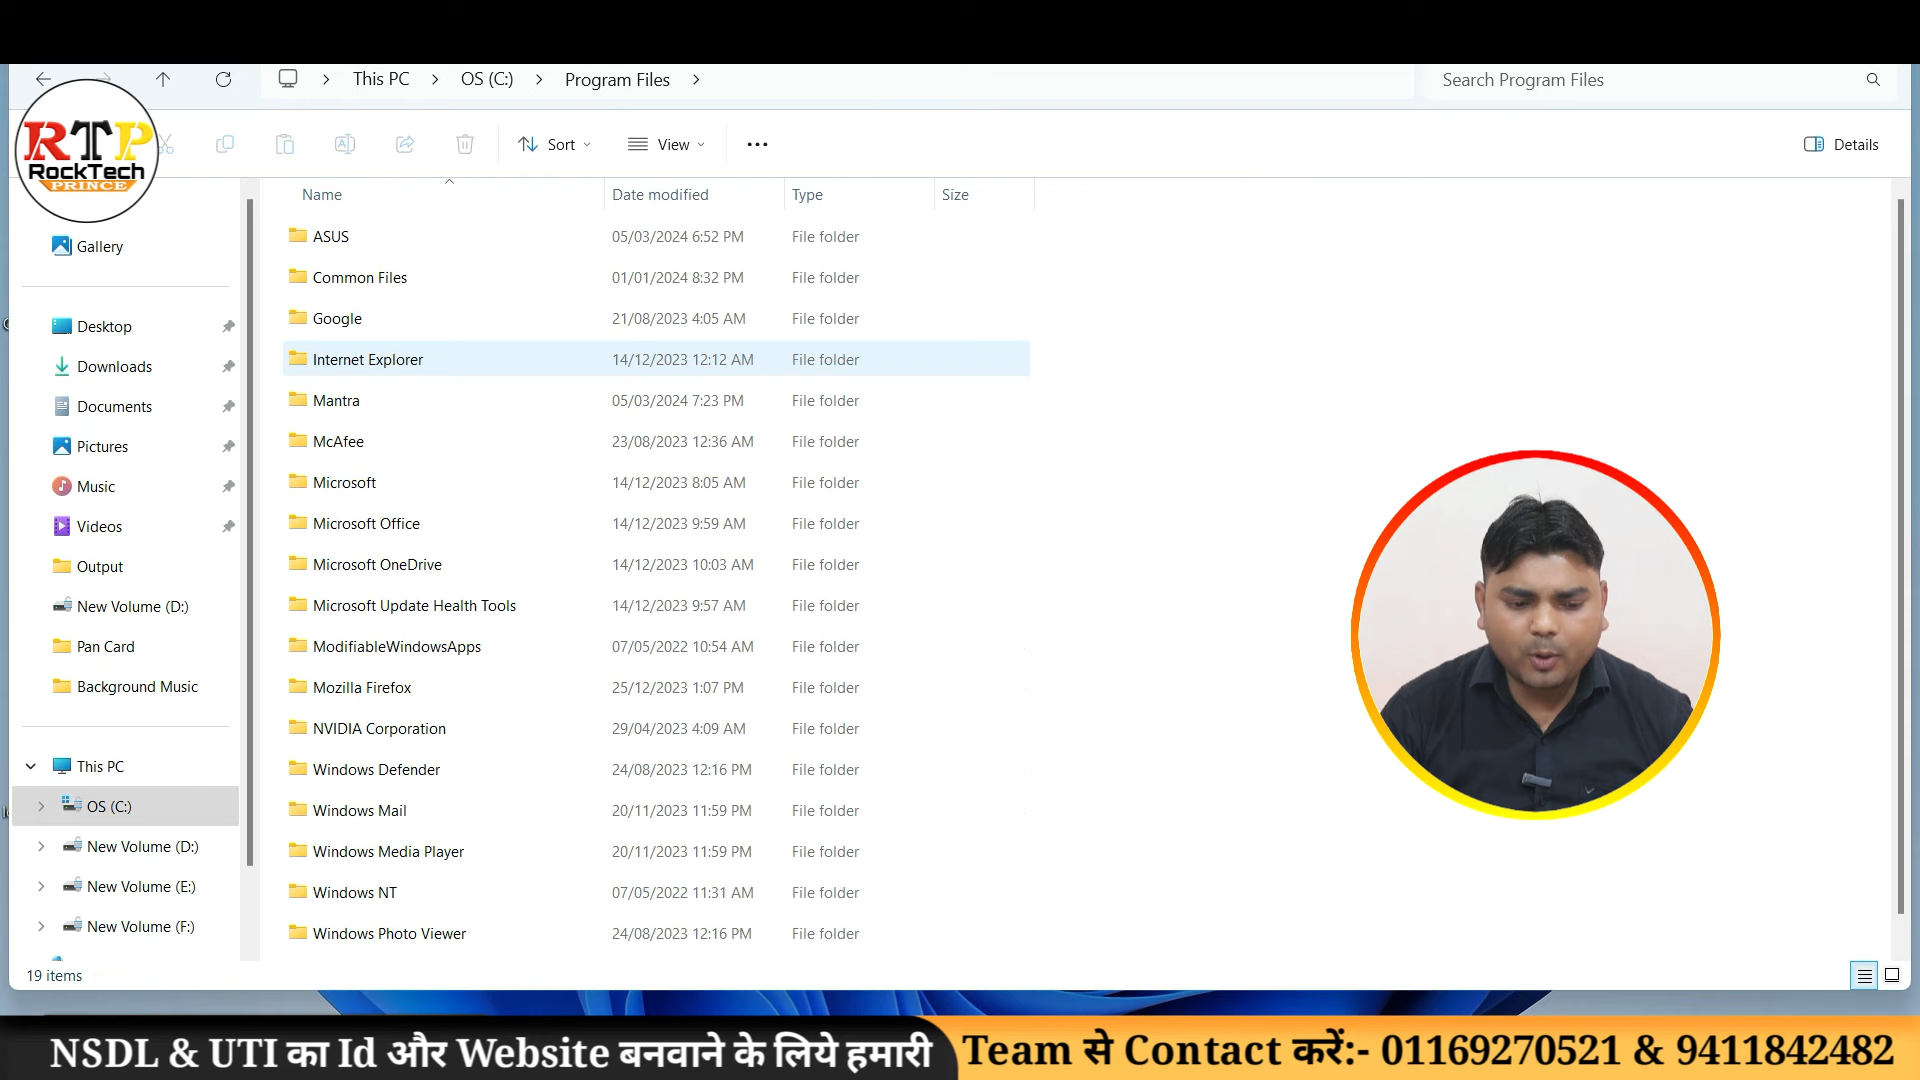 This PC > OS (C:) > Program Files >
Search Program Files
RTP
RockTech
PRINCE
Sort
View
Details
Name Date modified Type Size
Gallery
Desktop
Downloads
Documents
Pictures
Music
Videos
Output
New Volume (D:)
Pan Card
Background Music
This PC
OS (C:)
New Volume (D:)
New Volume (E:)
New Volume (F:)
ASUS 05/03/2024 6:52 PM File folder
Common Files 01/01/2024 8:32 PM File folder
Google 21/08/2023 4:05 AM File folder
Internet Explorer 14/12/2023 12:12 AM File folder
Mantra 05/03/2024 7:23 PM File folder
McAfee 23/08/2023 12:36 AM File folder
Microsoft 14/12/2023 8:05 AM File folder
Microsoft Office 14/12/2023 9:59 AM File folder
Microsoft OneDrive 14/12/2023 10:03 AM File folder
Microsoft Update Health Tools 14/12/2023 9:57 AM File folder
ModifiableWindowsApps 07/05/2022 10:54 AM File folder
Mozilla Firefox 25/12/2023 1:07 PM File folder
NVIDIA Corporation 29/04/2023 4:09 AM File folder
Windows Defender 24/08/2023 12:16 PM File folder
Windows Mail 20/11/2023 11:59 PM File folder
Windows Media Player 20/11/2023 11:59 PM File folder
Windows NT 07/05/2022 11:31 AM File folder
Windows Photo Viewer 24/08/2023 12:16 PM File folder
19 items
NSDL & UTI का Id और Website बनवाने के लिये हमारी Team से Contact करें:- 01169270521 & 9411842482